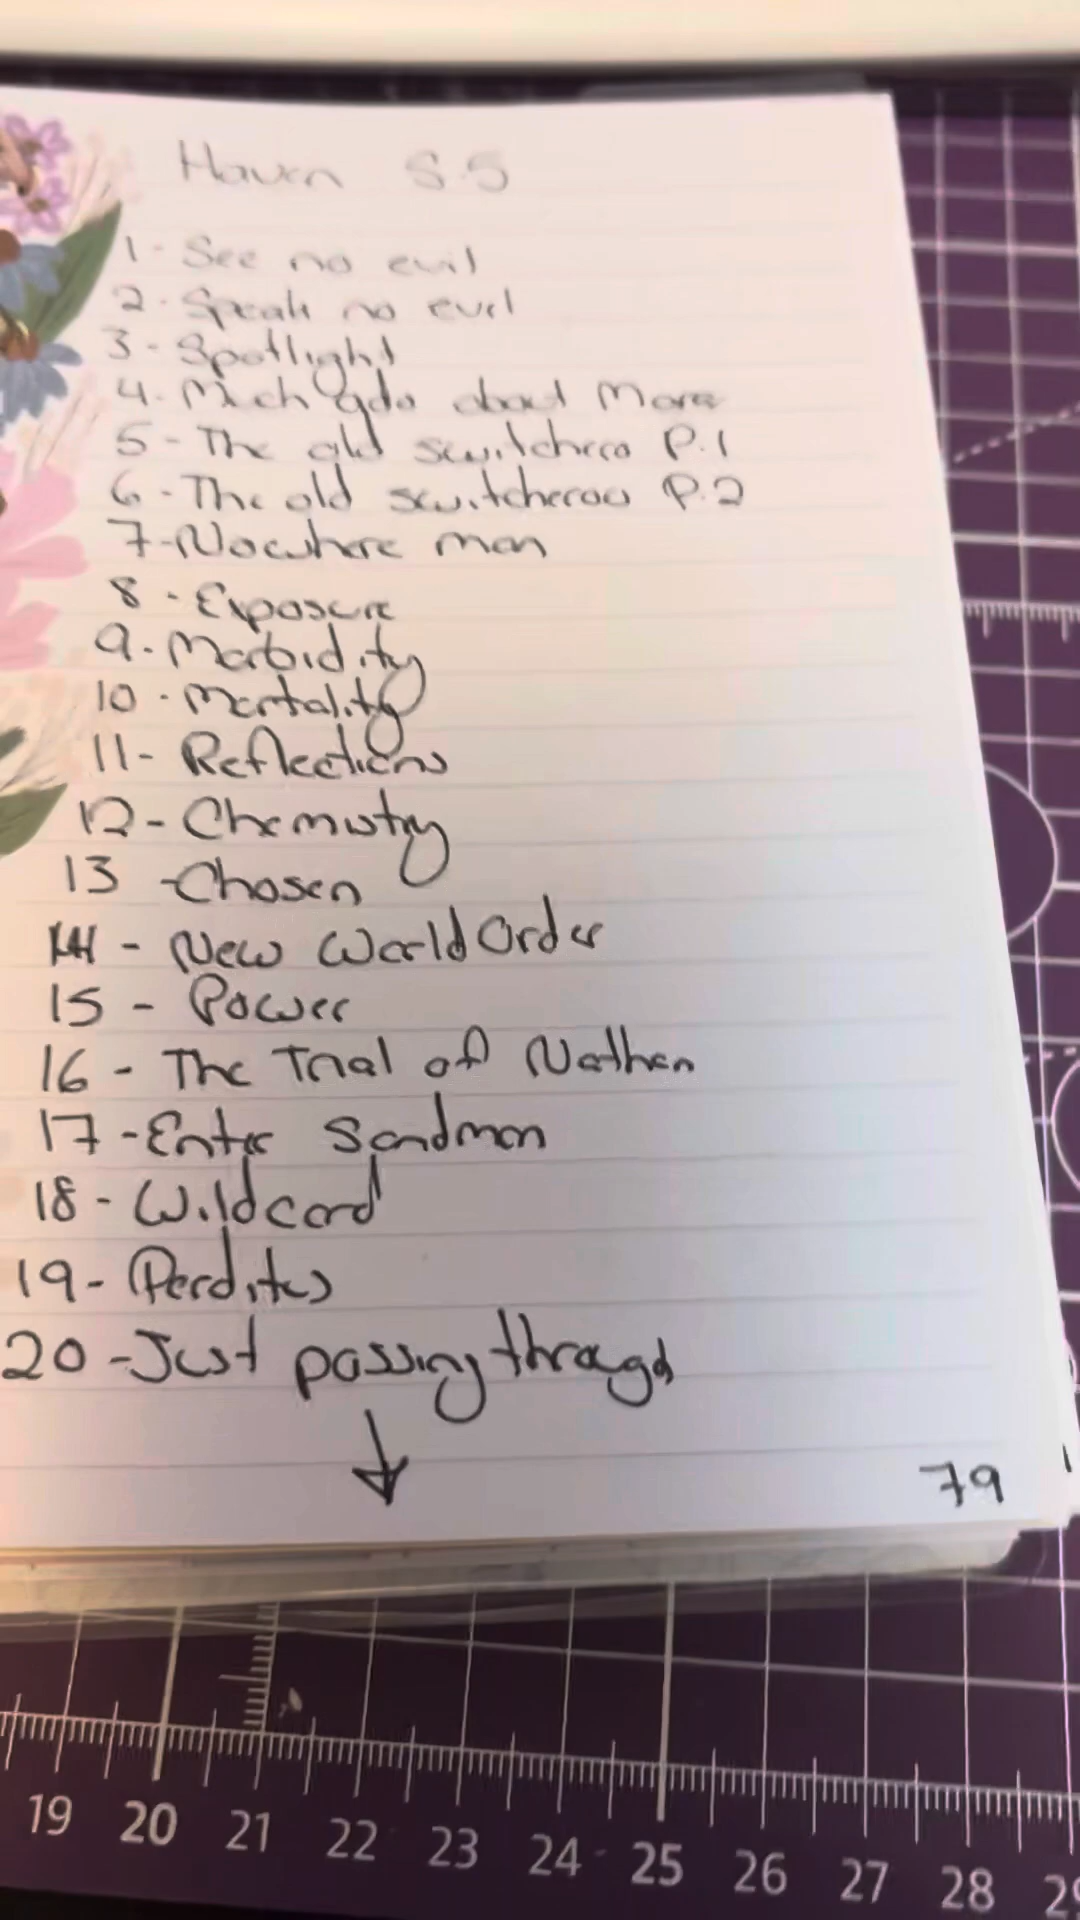 Haven S.5
1- See no evil
2- Speak no evil
3- Spotlight
4- Much ado about Mara
5- The old switcheroo P.1
6- The old switcheroo P.2
7- Nowhere man
8- Exposure
9- Morbidity
10- Mortality
11- Reflections
12- Chemistry
13 -Chosen
14 - New World Order
15 - Power
16 - The Trial of Nathan
17 - Enter Sandman
18 - Wildcard
19- Perditus
20 -Just passing through
79
19 20 21 22 23 24 25 26 27 28 29